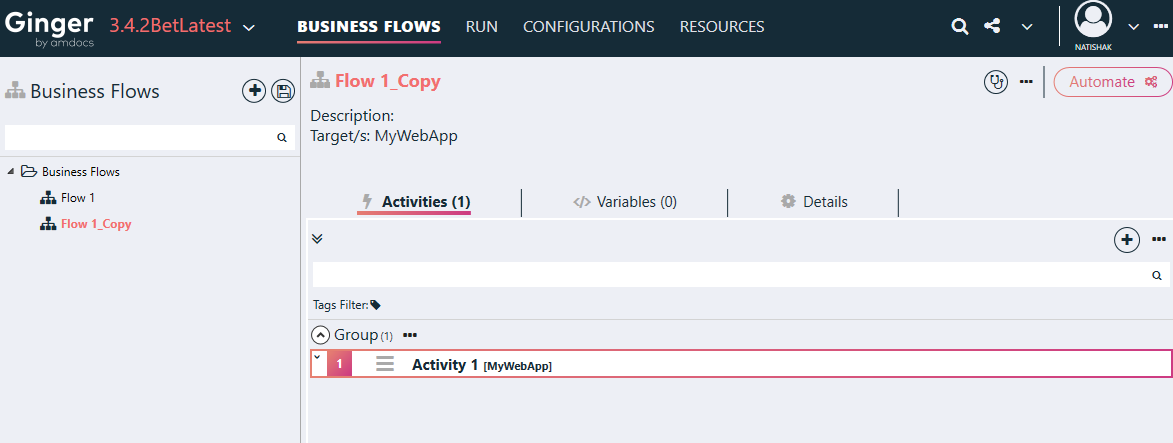 Ginger 3.4.2BetLatest BUSINESS FLOWS RUN CONFIGURATIONS RESOURCES
by amdocs
NATISHAK
Business Flows
Business Flows
Flow 1
Flow 1_Copy
Flow 1_Copy
Automate
Description:
Target/s: MyWebApp
Activities (1) Variables (0) Details
Tags Filter:
Group (1)
1 Activity 1 [MyWebApp]